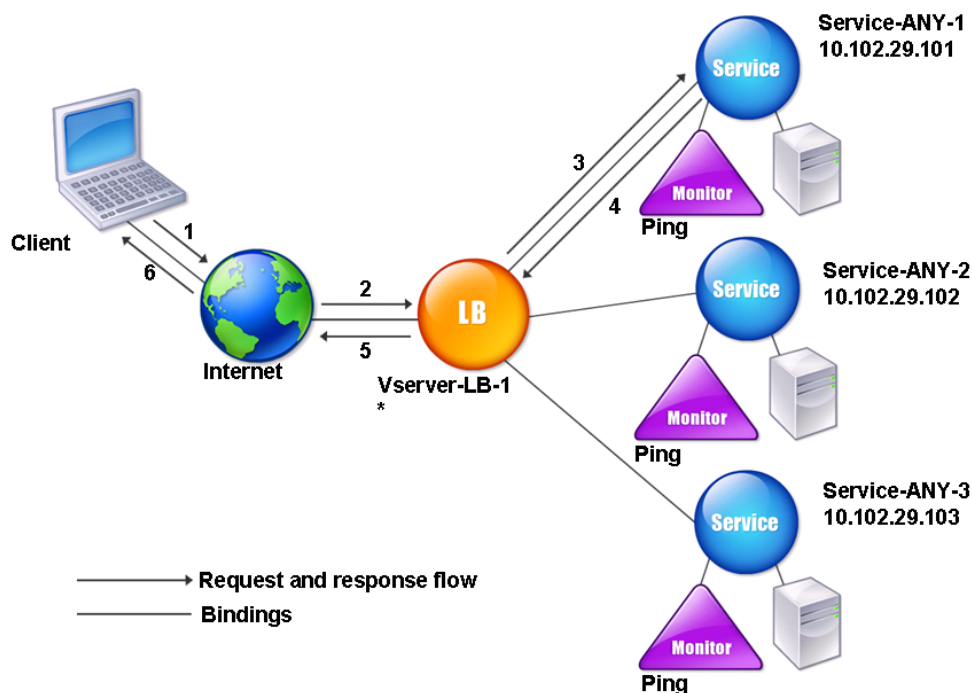 Service-ANY-1
10.102.29.101
Service
3
4
Monitor
Ping
Client
1
6
2
5
Internet
LB
Vserver-LB-1
*
Service-ANY-2
10.102.29.102
Service
Monitor
Ping
Service-ANY-3
10.102.29.103
Service
Monitor
Ping
Request and response flow
Bindings